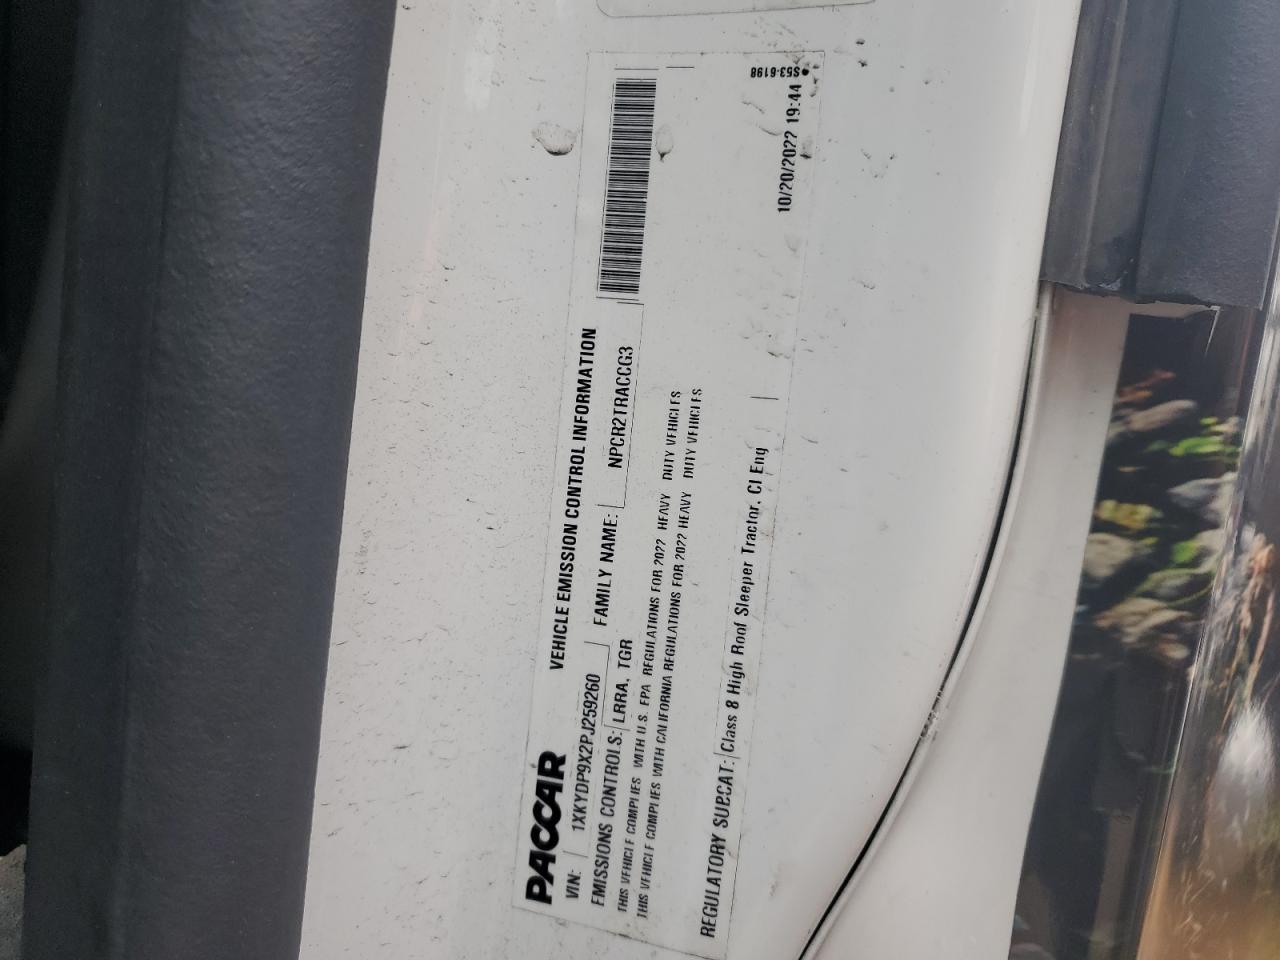 PACCAR
VEHICLE EMISSION CONTROL INFORMATION
VIN: 1XKYDP9X2PJ259260 FAMILY NAME: NPCR2TRACCG3
EMISSIONS CONTROLS: LRRA, TGR
THIS VEHICLE COMPLIES WITH U.S. EPA REGULATIONS FOR 2022 HEAVY DUTY VEHICLES
THIS VEHICLE COMPLIES WITH CALIFORNIA REGULATIONS FOR 2022 HEAVY DUTY VEHICLES
REGULATORY SUBCAT: Class 8 High Roof Sleeper Tractor, CI Eng
10/20/2022 19:44
S53-6198